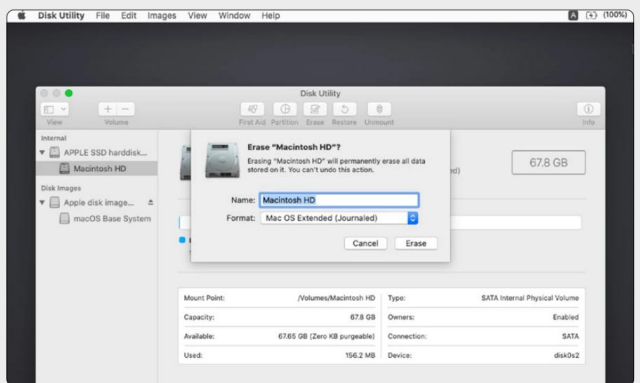 Disk Utility File Edit Images View Window Help A (100%)
Disk Utility
View Volume First Aid Partition Erase Restore Unmount Info
Internal
APPLE SSD harddisk...
Macintosh HD
Disk Images
Apple disk image...
macOS Base System
Erase "Macintosh HD"?
Erasing "Macintosh HD" will permanently erase all data
stored on it. You can't undo this action.
Name: Macintosh HD
Format: Mac OS Extended (Journaled)
Cancel Erase
67.8 GB
Mount Point: /Volumes/Macintosh HD Type: SATA Internal Physical Volume
Capacity: 67.8 GB Owners: Enabled
Available: 67.65 GB (Zero KB purgeable) Connection: SATA
Used: 156.2 MB Device: disk0s2